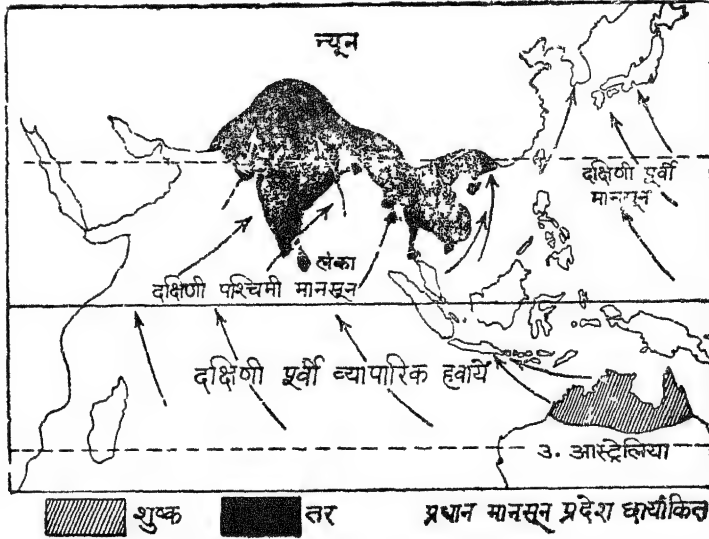 न्यून
दक्षिणी पूर्वी
मानसून
लंका
दक्षिणी पश्चिमी मानसून
दक्षिणी पूर्वी व्यापारिक हवायें
उ. आस्ट्रेलिया
शुष्क
तर
प्रधान मानसून प्रदेश छायांकित